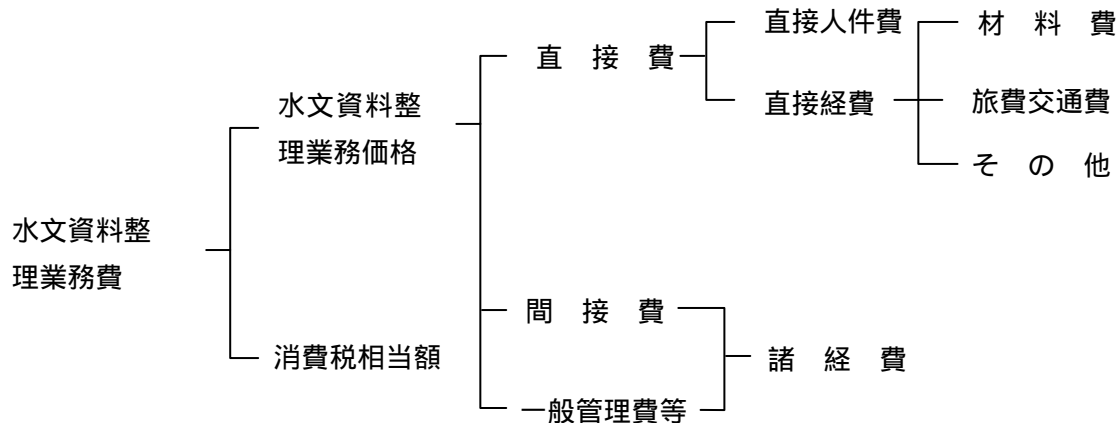 直接人件費
材料費
直接費
水文資料整
理業務価格
直接経費
旅費交通費
その他
水文資料整
理業務費
間接費
消費税相当額
諸経費
一般管理費等